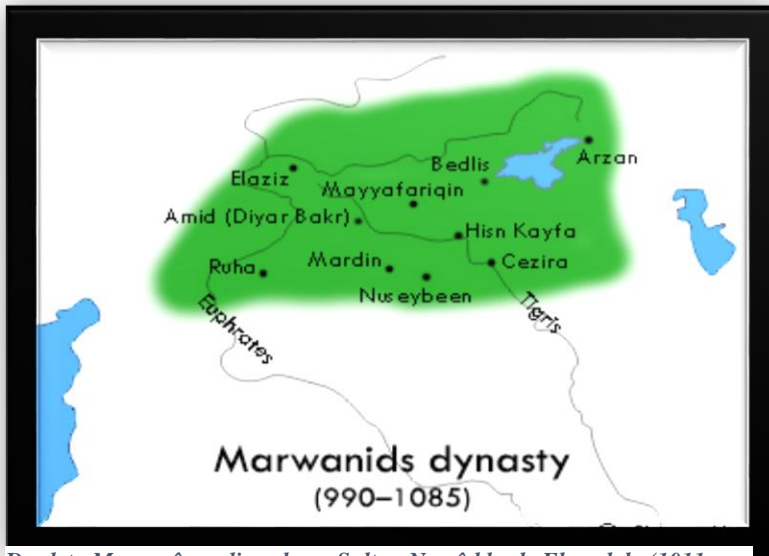 Arzan
Bedlis
Elaziz
Mayyafariqin
Amid (Diyar Bakr)
Hisn Kayfa
Mardin
Cezira
Ruha
Nuseybeen
Euphrates
Tigris
Marwanids dynasty
(990–1085)